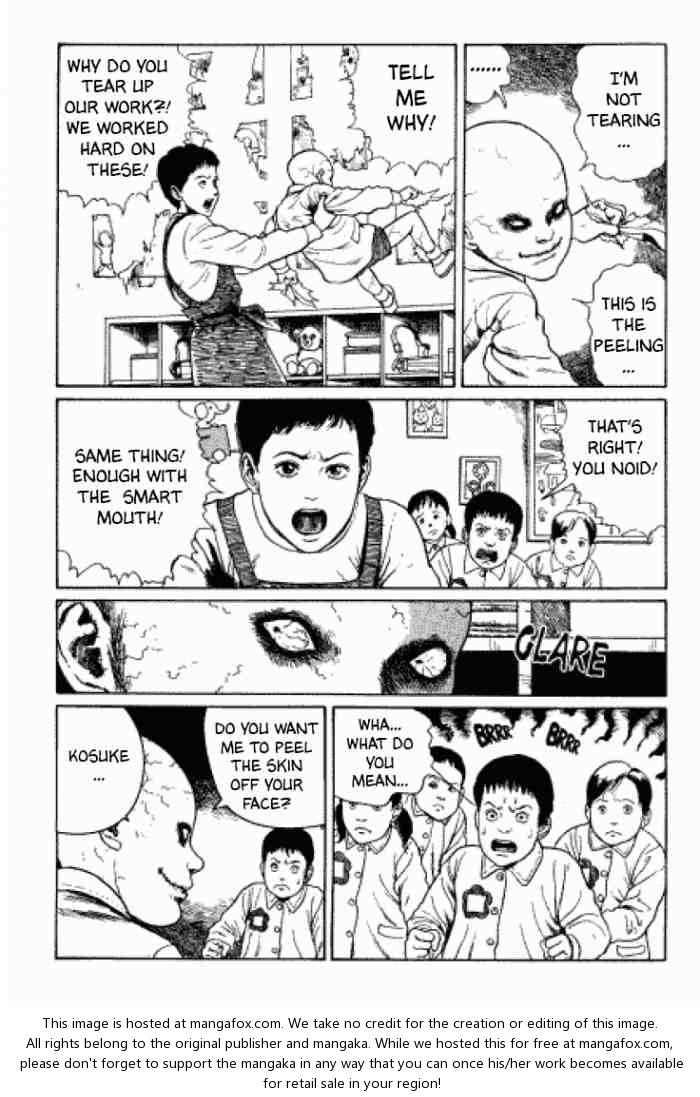 WHY DO YOU
TEAR UP
OUR WORK?!
WE WORKED
HARD ON
THESE!
TELL
ME
WHY!
......
I'M
NOT
TEARING
...
THIS IS
THE
PEELING
...
SAME THING!
ENOUGH WITH
THE SMART
MOUTH!
THAT'S
RIGHT!
YOU NOID!
GLARE
KOSUKE
...
DO YOU WANT
ME TO PEEL
THE SKIN
OFF YOUR
FACE?
WHA...
WHAT DO
YOU
MEAN...
BRRR
BRRR
This image is hosted at mangafox.com. We take no credit for the creation or editing of this image.
All rights belong to the original publisher and mangaka. While we hosted this for free at mangafox.com,
please don't forget to support the mangaka in any way that you can once his/her work becomes available
for retail sale in your region!